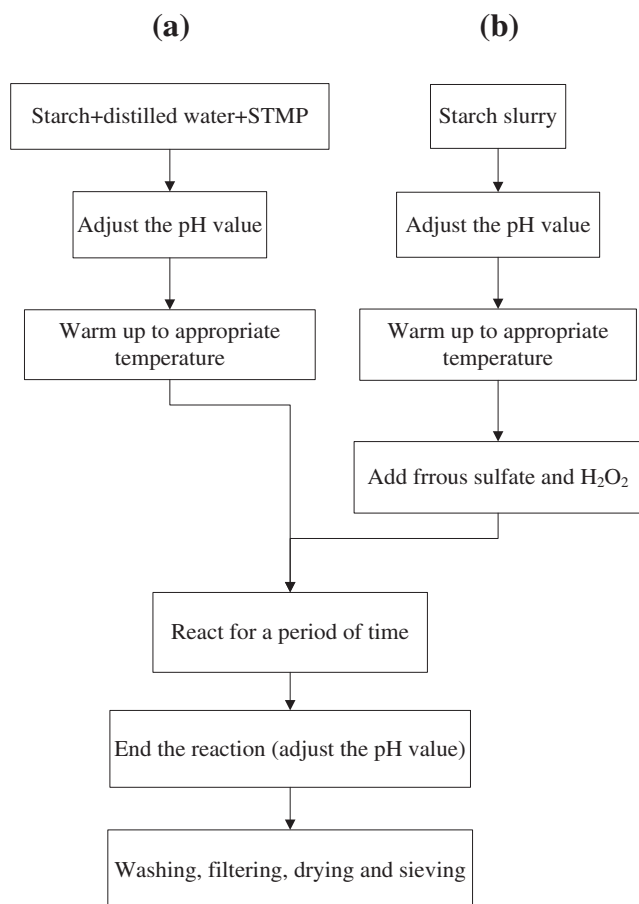 (a)
Starch+distilled water+STMP
Adjust the pH value
Warm up to appropriate
temperature
(b)
Starch slurry
Adjust the pH value
Warm up to appropriate
temperature
Add frrous sulfate and H₂O₂
React for a period of time
End the reaction (adjust the pH value)
Washing, filtering, drying and sieving